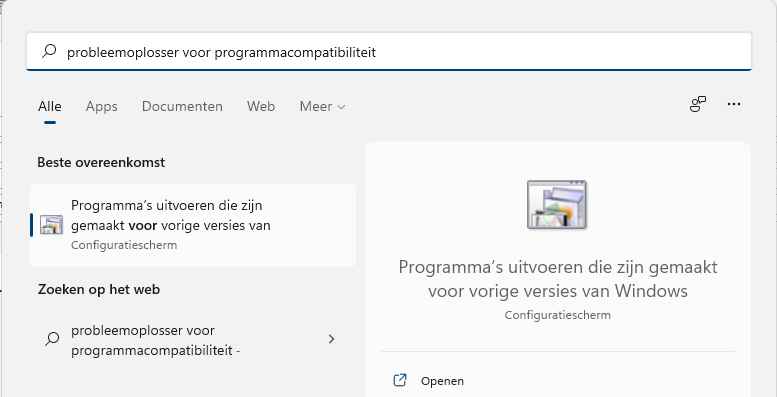 probleemoplosser voor programmacompatibiliteit
Alle Apps Documenten Web Meer
Beste overeenkomst
Programma's uitvoeren die zijn
gemaakt voor vorige versies van
Configuratiescherm
Zoeken op het web
probleemoplosser voor
programmacompatibiliteit -
Programma's uitvoeren die zijn gemaakt
voor vorige versies van Windows
Configuratiescherm
Openen